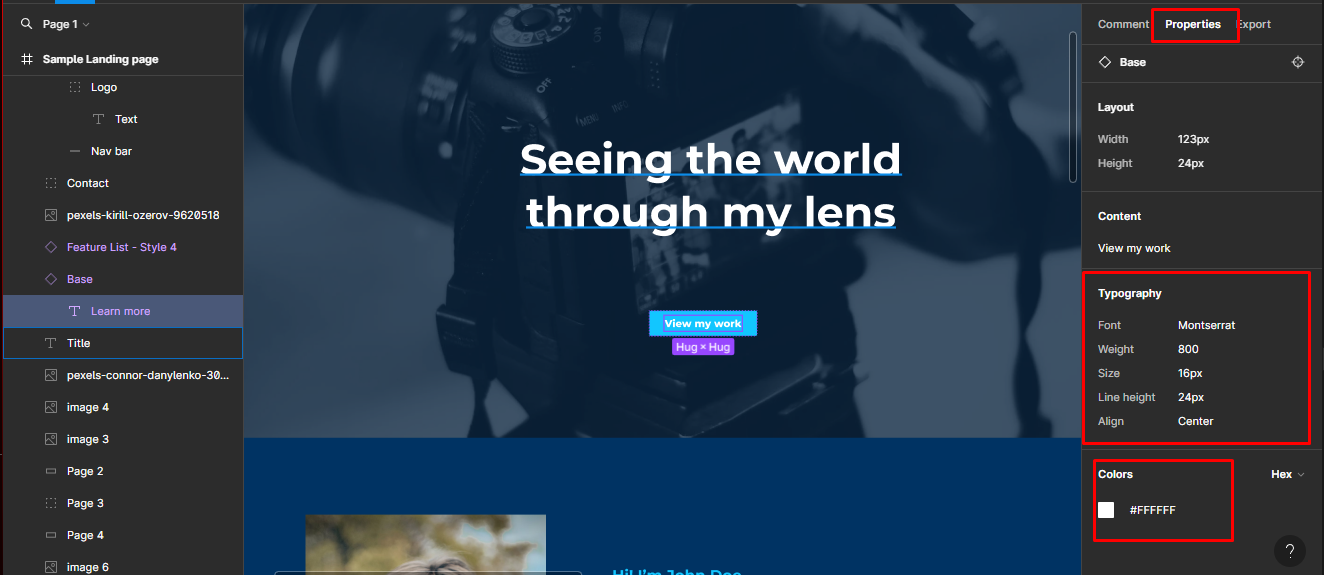 Page 1
Sample Landing page
Logo
Text
Nav bar
Contact
pexels-kirill-ozerov-9620518
Feature List - Style 4
Base
Learn more
Title
pexels-connor-danylenko-30...
image 4
image 3
Page 2
Page 3
Page 4
image 6
OFF
MENU
INFO
Seeing the world
through my lens
View my work
Hug × Hug
Hi! I'm John Doe
Comment Properties Export
Base
Layout
Width 123px
Height 24px
Content
View my work
Typography
Font Montserrat
Weight 800
Size 16px
Line height 24px
Align Center
Colors Hex
#FFFFFF
?